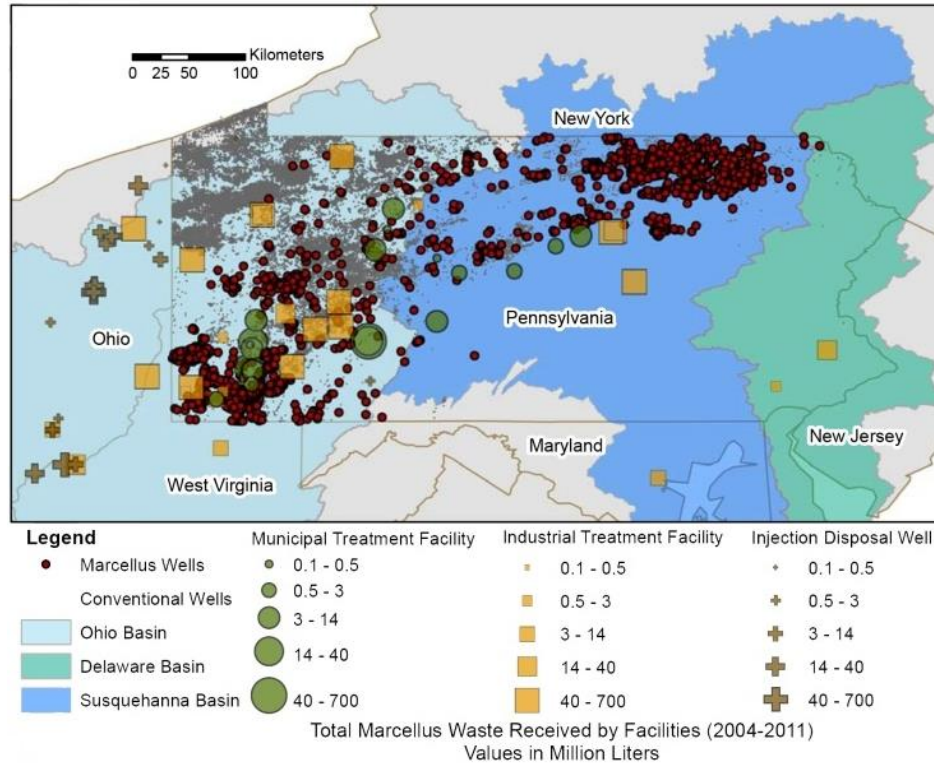 Kilometers
0 25 50 100
New York
Ohio
Pennsylvania
Maryland
New Jersey
West Virginia
Legend
Marcellus Wells
Conventional Wells
Ohio Basin
Delaware Basin
Susquehanna Basin
Municipal Treatment Facility
0.1 - 0.5
0.5 - 3
3 - 14
14 - 40
40 - 700
Industrial Treatment Facility
0.1 - 0.5
0.5 - 3
3 - 14
14 - 40
40 - 700
Injection Disposal Well
0.1 - 0.5
0.5 - 3
3 - 14
14 - 40
40 - 700
Total Marcellus Waste Received by Facilities (2004-2011)
Values in Million Liters